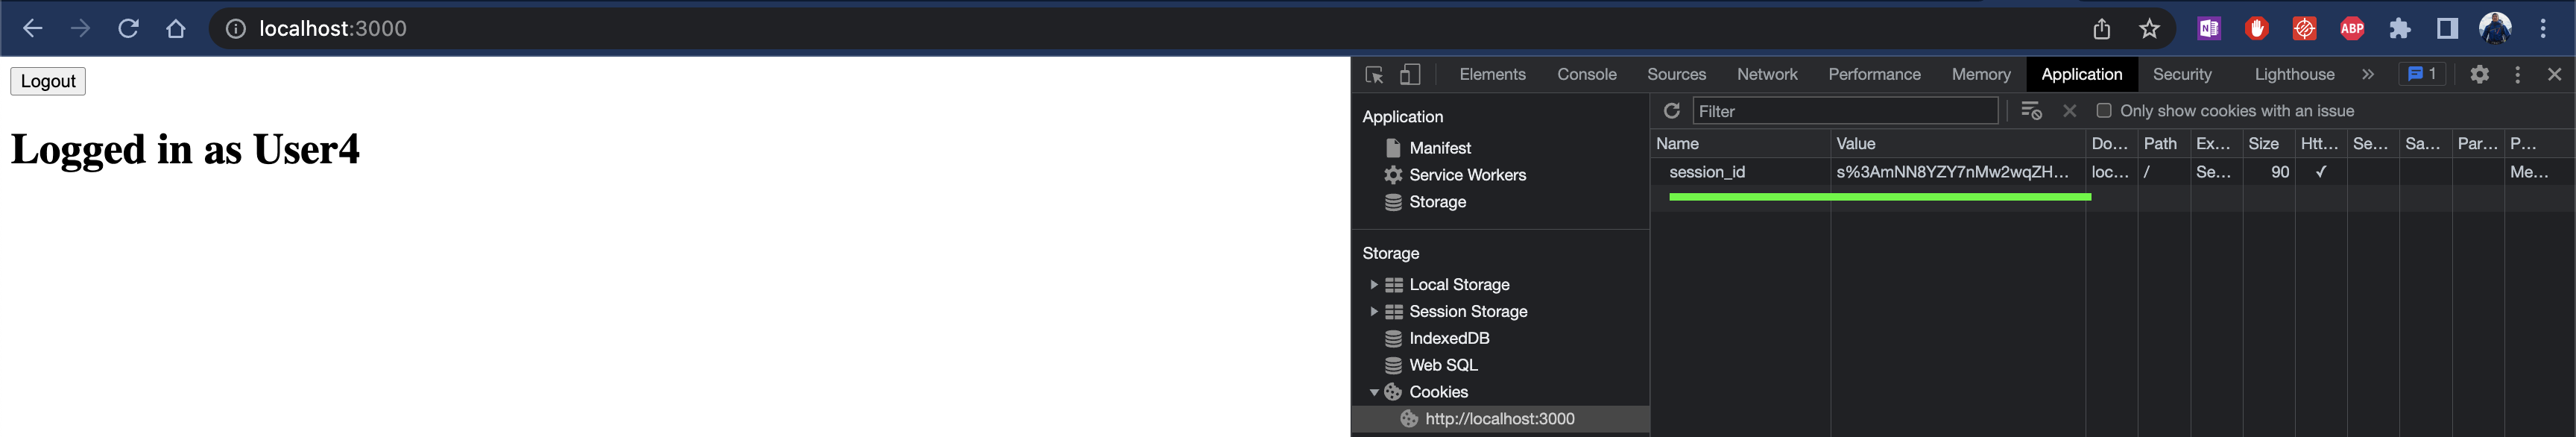 localhost:3000
ABP
Logout
Logged in as User4
Elements Console Sources Network Performance Memory Application Security Lighthouse 1
Application
Manifest
Service Workers
Storage
Storage
Local Storage
Session Storage
IndexedDB
Web SQL
Cookies
http://localhost:3000
Filter Only show cookies with an issue
Name Value Do... Path Ex... Size Htt... Se... Sa... Par... P...
session_id s%3AmNN8YZY7nMw2wqZH... loc... / Se... 90 ✓ Me...